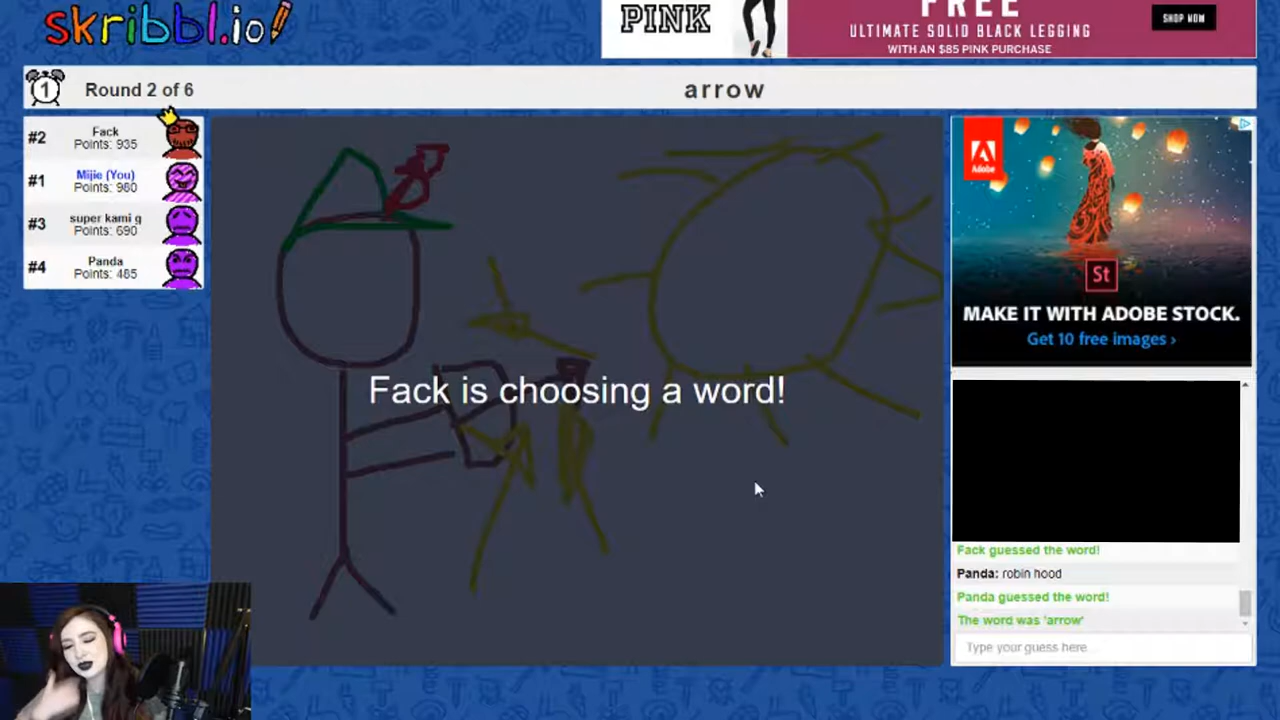 skribbl.io
PINK
FREE
ULTIMATE SOLID BLACK LEGGING
WITH AN $85 PINK PURCHASE
SHOP NOW
1
Round 2 of 6
arrow
#2
Fack
Points: 935
#1
Mijie (You)
Points: 980
#3
super kami g
Points: 690
#4
Panda
Points: 485
Fack is choosing a word!
Adobe
St
MAKE IT WITH ADOBE STOCK.
Get 10 free images ›
Fack guessed the word!
Panda: robin hood
Panda guessed the word!
The word was 'arrow'
Type your guess here...